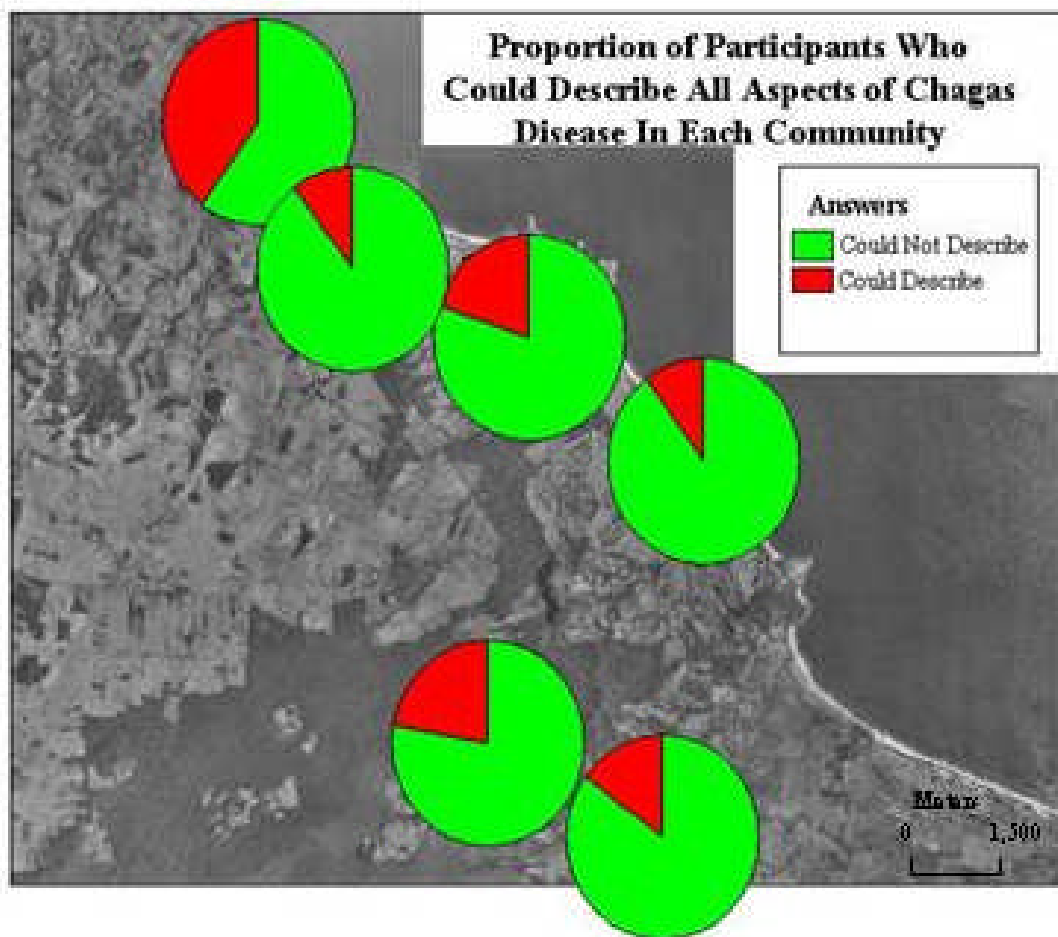 Proportion of Participants Who
Could Describe All Aspects of Chagas
Disease In Each Community
Answers
Could Not Describe
Could Describe
Meters
0 1,500